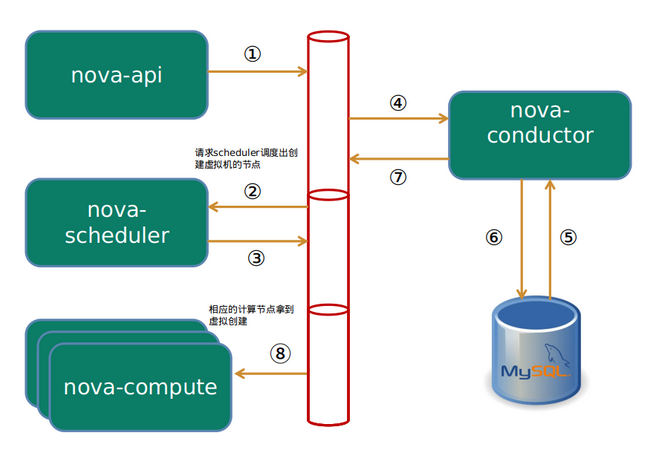 nova-api
①
④
nova-
conductor
请求scheduler调度出创
建虚拟机的节点
⑦
nova-
scheduler
②
③
⑥
⑤
相应的计算节点拿到
虚拟创建
⑧
nova-compute
MySQL